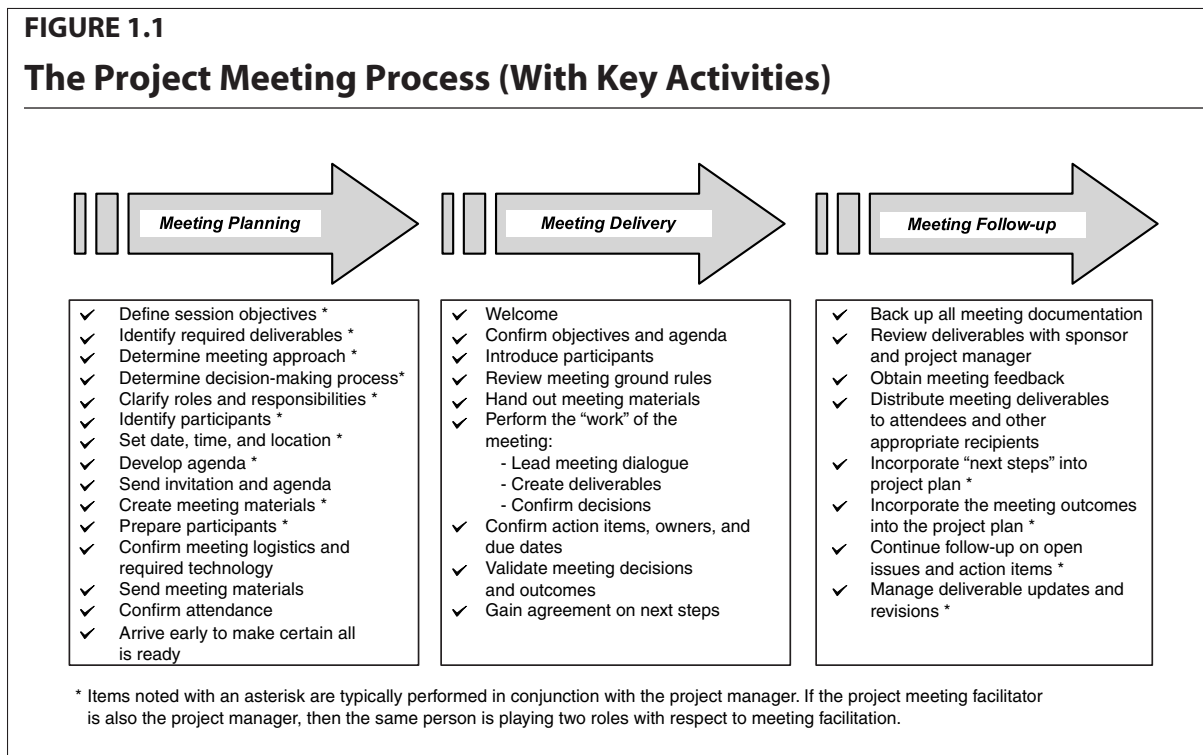 FIGURE 1.1
The Project Meeting Process (With Key Activities)
Meeting Planning
✓ Define session objectives *
✓ Identify required deliverables *
✓ Determine meeting approach *
✓ Determine decision-making process*
✓ Clarify roles and responsibilities *
✓ Identify participants *
✓ Set date, time, and location *
✓ Develop agenda *
✓ Send invitation and agenda
✓ Create meeting materials *
✓ Prepare participants *
✓ Confirm meeting logistics and
required technology
✓ Send meeting materials
✓ Confirm attendance
✓ Arrive early to make certain all
is ready
Meeting Delivery
✓ Welcome
✓ Confirm objectives and agenda
✓ Introduce participants
✓ Review meeting ground rules
✓ Hand out meeting materials
✓ Perform the “work” of the
meeting:
- Lead meeting dialogue
- Create deliverables
- Confirm decisions
✓ Confirm action items, owners, and
due dates
✓ Validate meeting decisions
and outcomes
✓ Gain agreement on next steps
Meeting Follow-up
✓ Back up all meeting documentation
✓ Review deliverables with sponsor
and project manager
✓ Obtain meeting feedback
✓ Distribute meeting deliverables
to attendees and other
appropriate recipients
✓ Incorporate “next steps” into
project plan *
✓ Incorporate the meeting outcomes
into the project plan *
✓ Continue follow-up on open
issues and action items *
✓ Manage deliverable updates and
revisions *
* Items noted with an asterisk are typically performed in conjunction with the project manager. If the project meeting facilitator
is also the project manager, then the same person is playing two roles with respect to meeting facilitation.